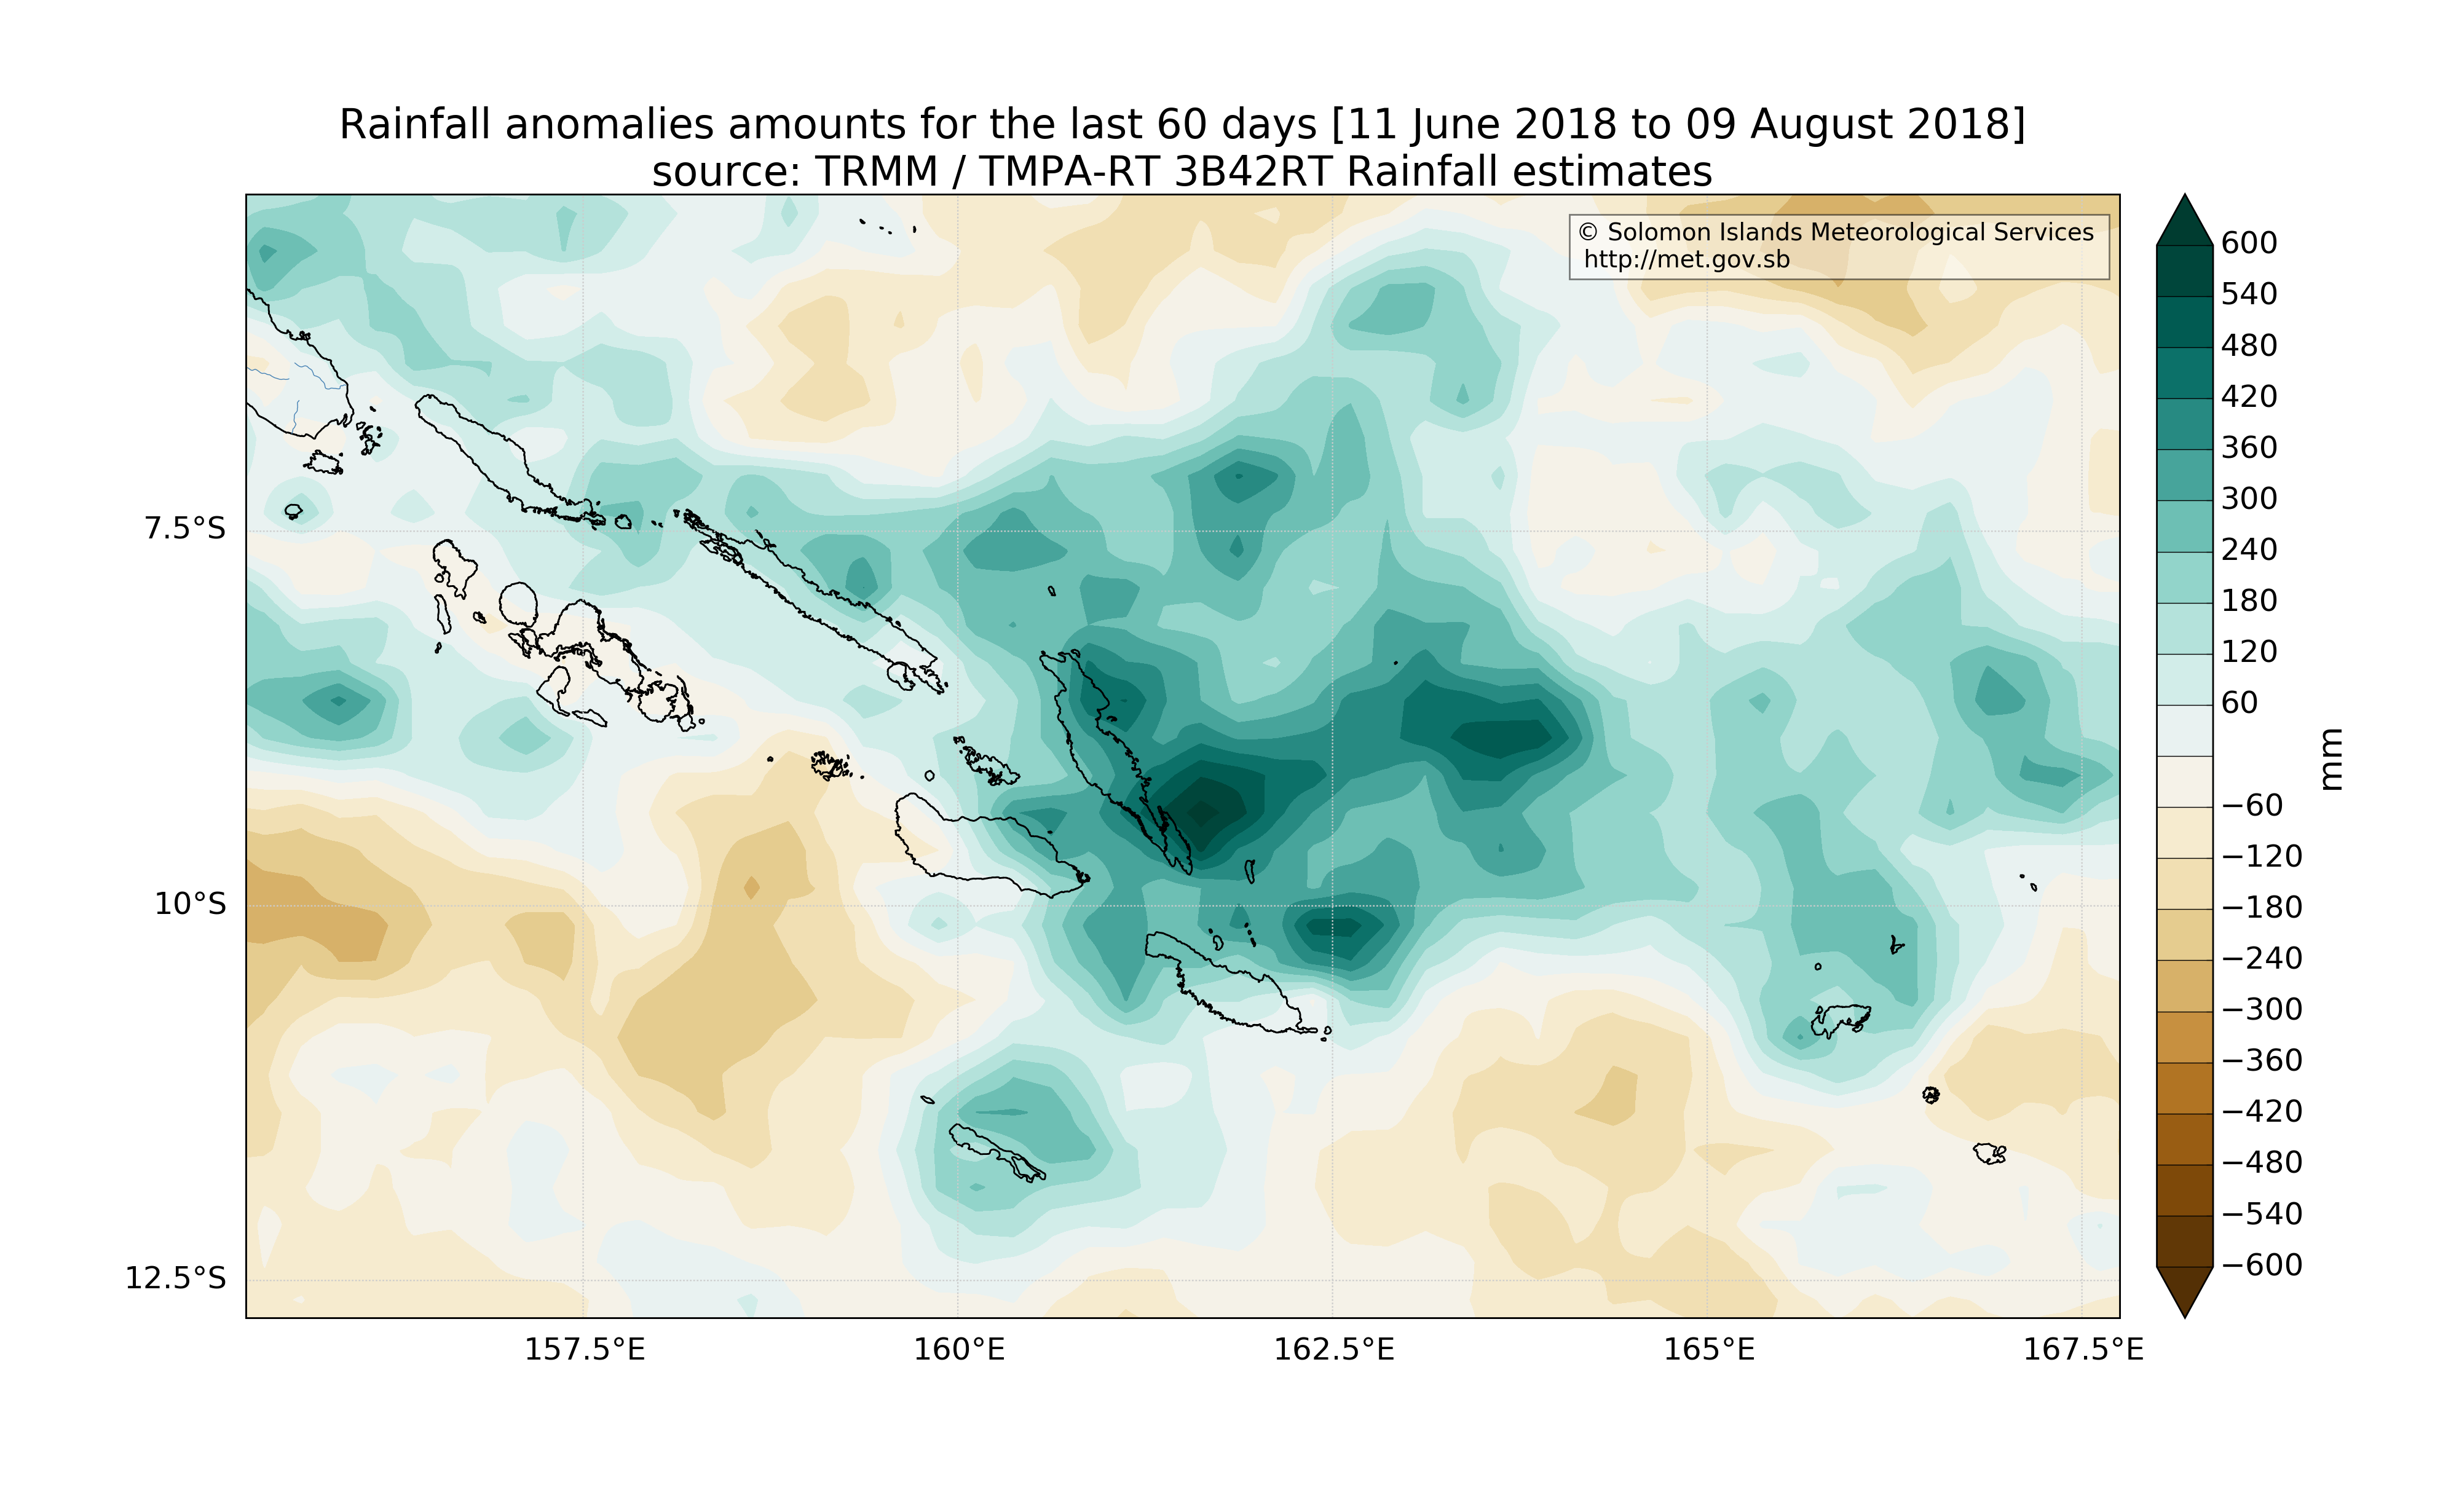 Rainfall anomalies amounts for the last 60 days [11 June 2018 to 09 August 2018]
source: TRMM / TMPA-RT 3B42RT Rainfall estimates
© Solomon Islands Meteorological Services
http://met.gov.sb
7.5°S
10°S
12.5°S
157.5°E
160°E
162.5°E
165°E
167.5°E
600
540
480
420
360
300
240
180
120
60
−60
−120
−180
−240
−300
−360
−420
−480
−540
−600
mm